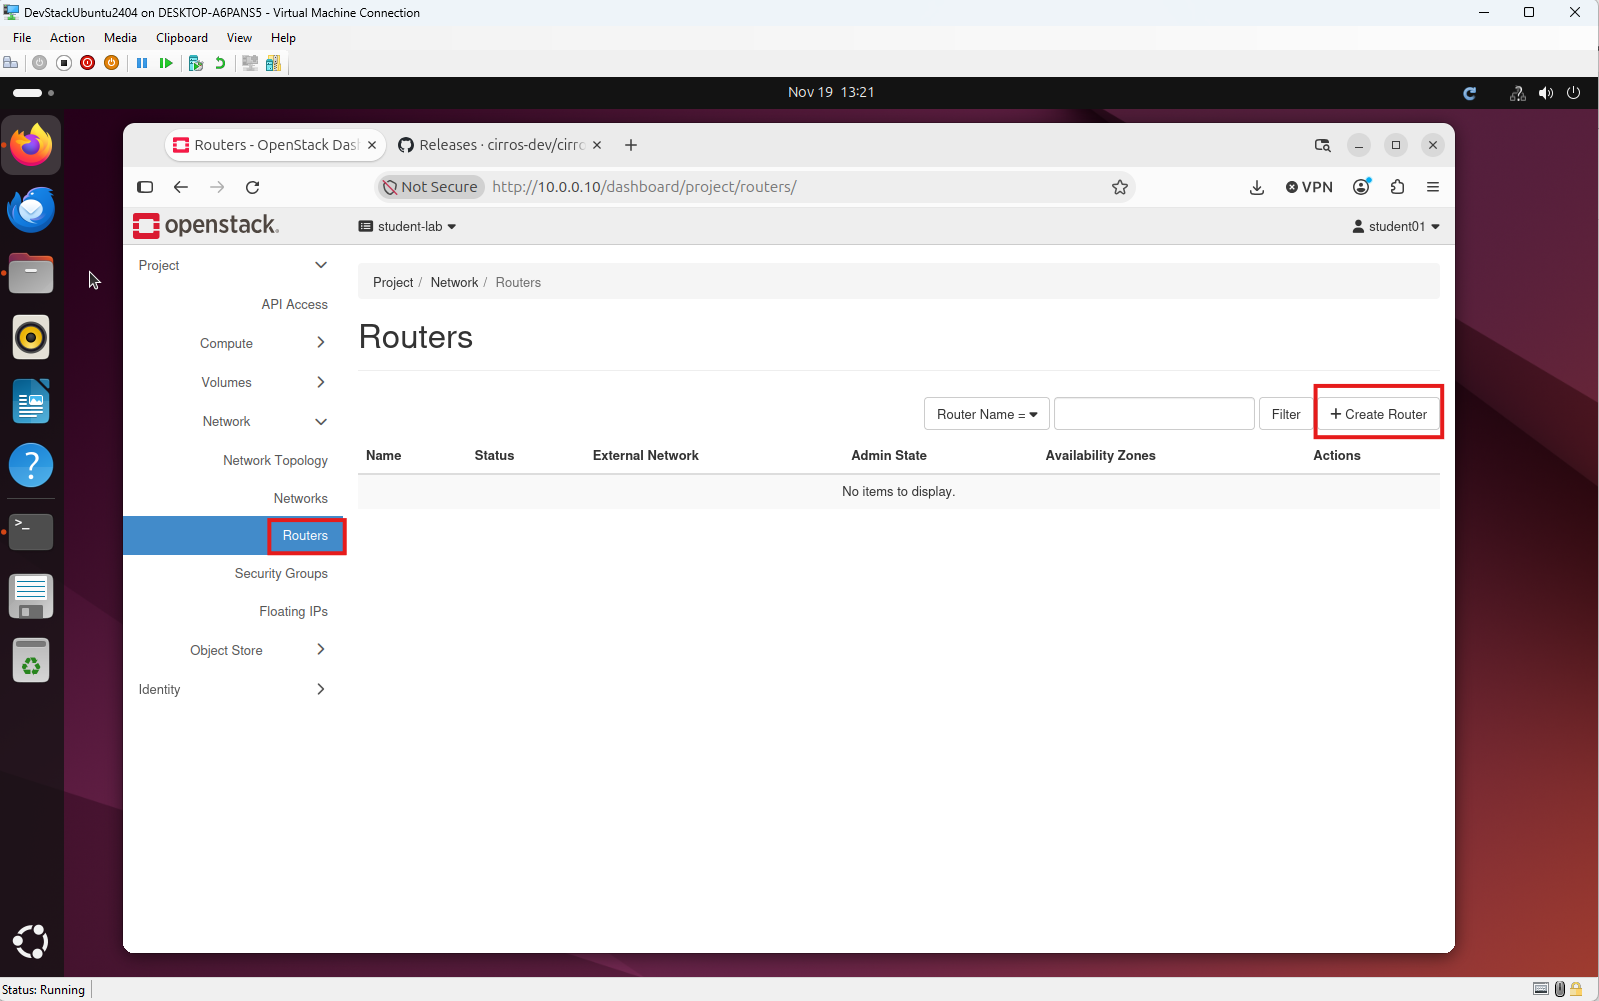 DevStackUbuntu2404 on DESKTOP-A6PANS5 - Virtual Machine Connection
File Action Media Clipboard View Help
Nov 19 13:21
Routers - OpenStack Das
Releases · cirros-dev/cirro
Not Secure http://10.0.0.10/dashboard/project/routers/
VPN
openstack.
student-lab
student01
Project
API Access
Compute
Volumes
Network
Network Topology
Networks
Routers
Security Groups
Floating IPs
Object Store
Identity
Project / Network / Routers
Routers
Router Name =
Filter
+ Create Router
Name Status External Network Admin State Availability Zones Actions
No items to display.
Status: Running